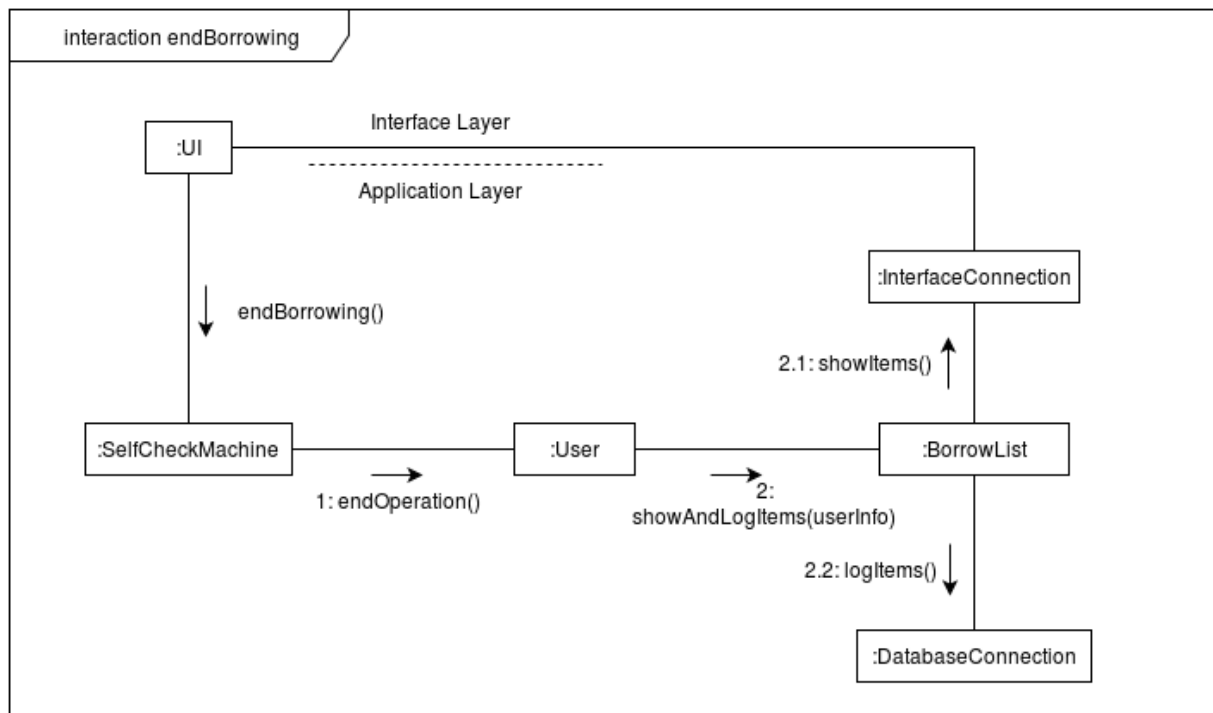 interaction endBorrowing
Interface Layer
:UI
Application Layer
:InterfaceConnection
endBorrowing()
2.1: showItems()
:SelfCheckMachine
:User
:BorrowList
1: endOperation()
2:
showAndLogItems(userInfo)
2.2: logItems()
:DatabaseConnection